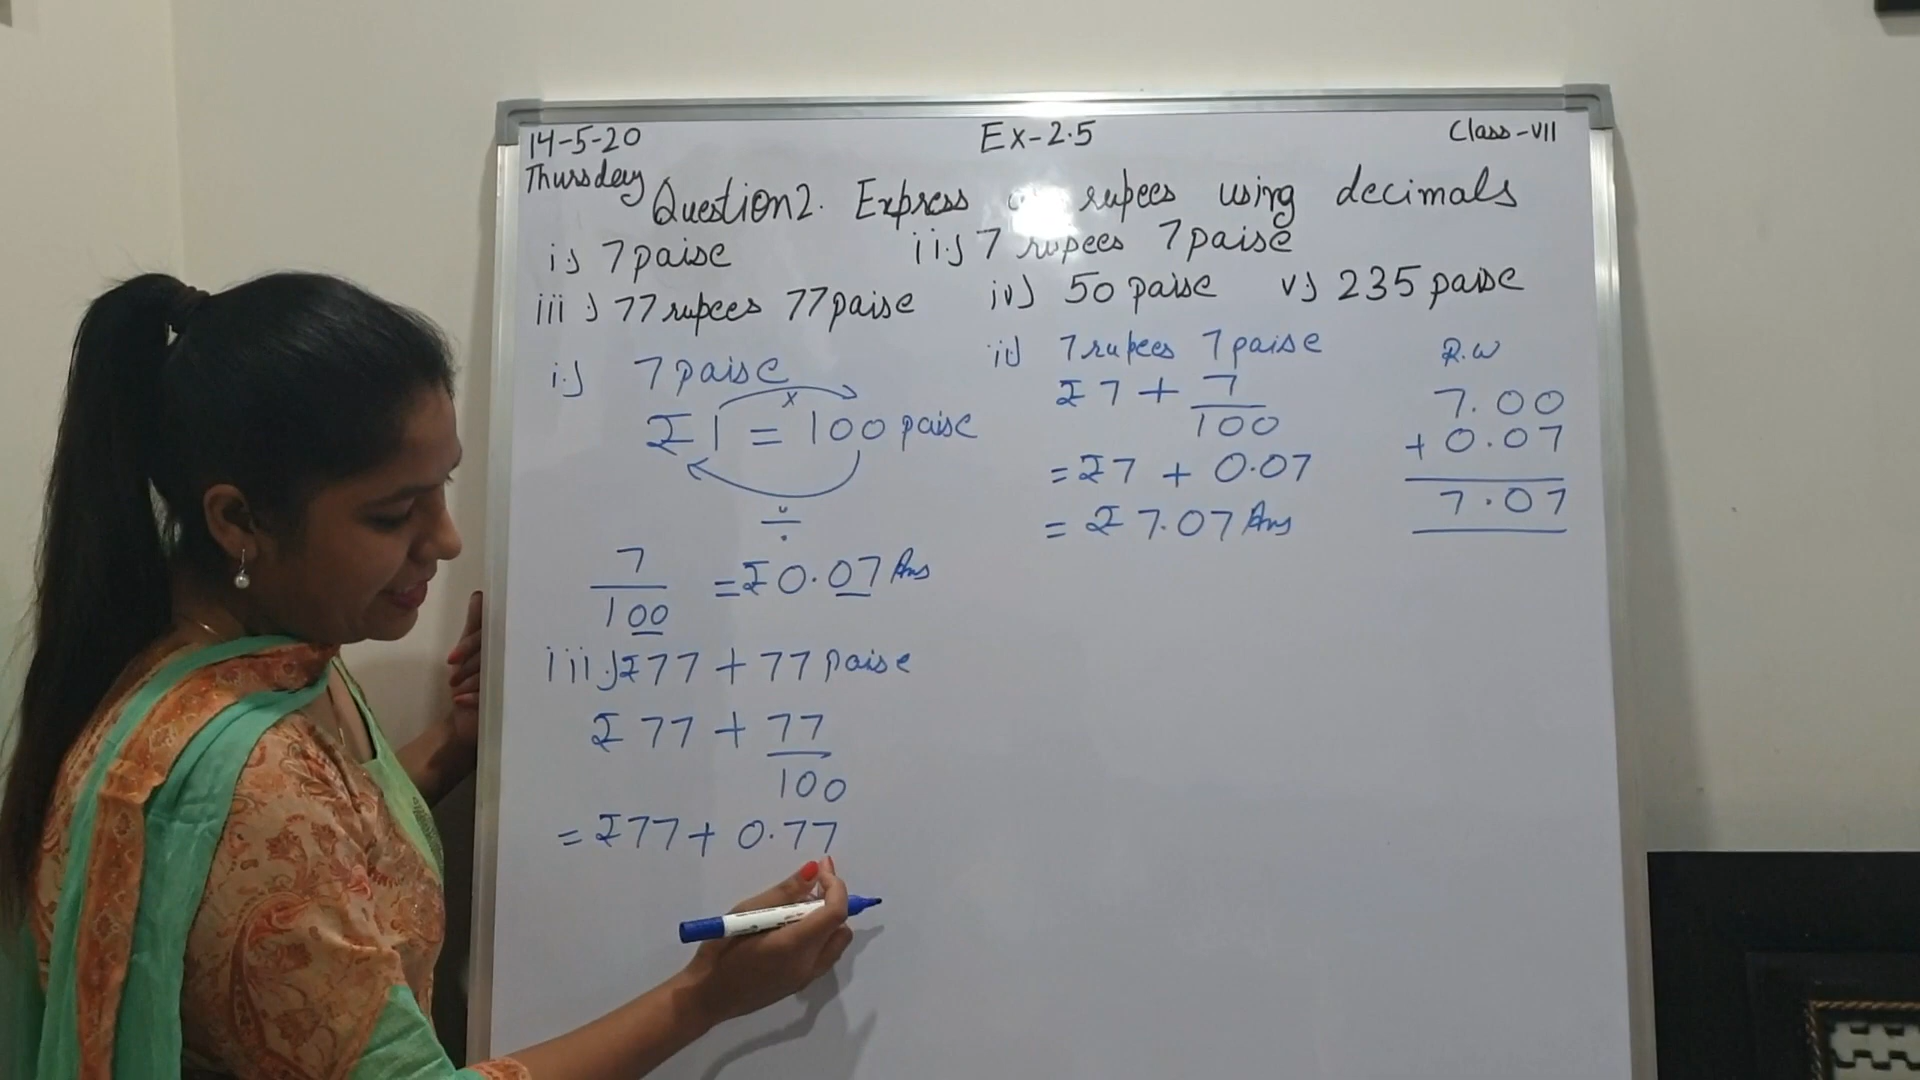 14-5-20 Ex-2.5 Class-VII
Thursday
Question2. Express rupees using decimals
i.) 7 paise ii.) 7 rupees 7 paise
iii.) 77 rupees 77 paise iv) 50 paise v) 235 paise
i.) 7 paise
x
₹ 1 = 100 paise
÷
7/100 = ₹ 0.07 Ans
ii) 7 rupees 7 paise
₹ 7 + 7/100
= ₹ 7 + 0.07
= ₹ 7.07 Ans
R.W
7.00
+ 0.07
7.07
iii.) ₹ 77 + 77 paise
₹ 77 + 77/100
= ₹ 77 + 0.77